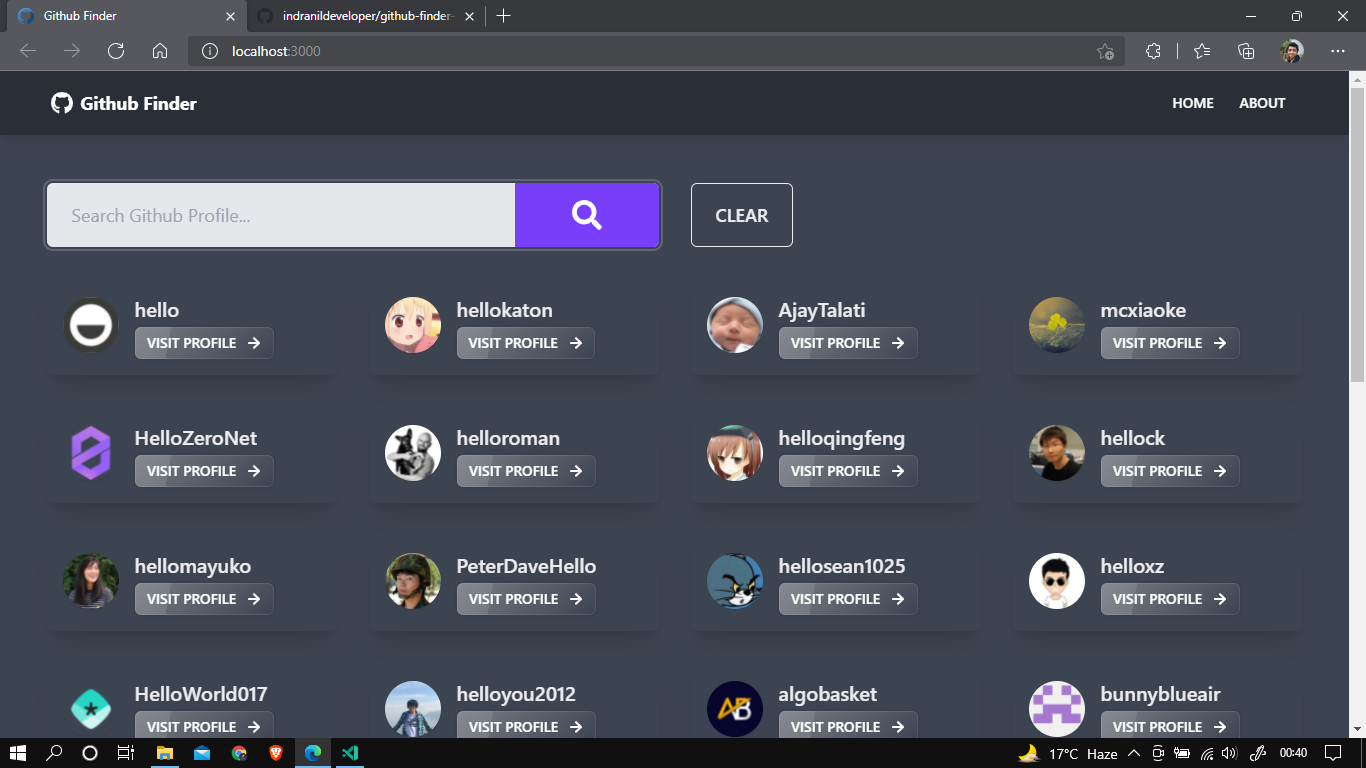 Github Finder
indranildeveloper/github-finder-
localhost:3000
Github Finder
HOME ABOUT
Search Github Profile...
CLEAR
hello hellokaton AjayTalati mcxiaoke
VISIT PROFILE VISIT PROFILE VISIT PROFILE VISIT PROFILE
HelloZeroNet helloroman helloqingfeng hellock
VISIT PROFILE VISIT PROFILE VISIT PROFILE VISIT PROFILE
hellomayuko PeterDaveHello hellosean1025 helloxz
VISIT PROFILE VISIT PROFILE VISIT PROFILE VISIT PROFILE
HelloWorld017 helloyou2012 algobasket bunnyblueair
VISIT PROFILE VISIT PROFILE VISIT PROFILE VISIT PROFILE
AB
17°C Haze 00:40